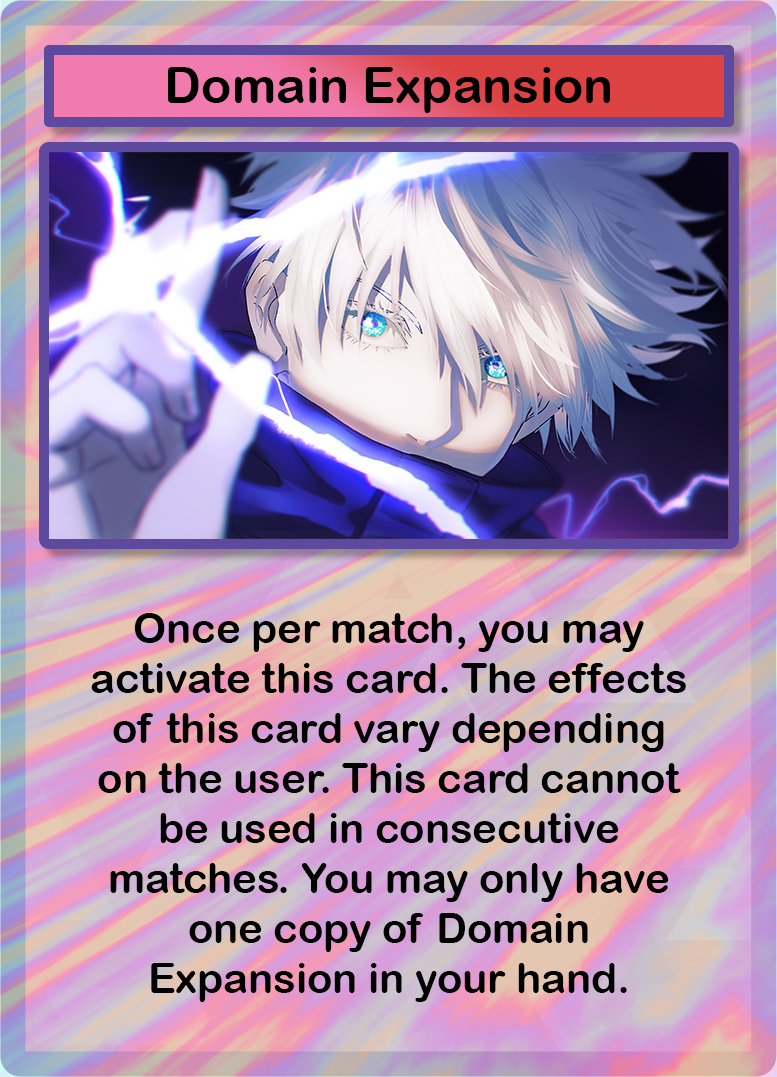 Domain Expansion
Once per match, you may
activate this card. The effects
of this card vary depending
on the user. This card cannot
be used in consecutive
matches. You may only have
one copy of Domain
Expansion in your hand.